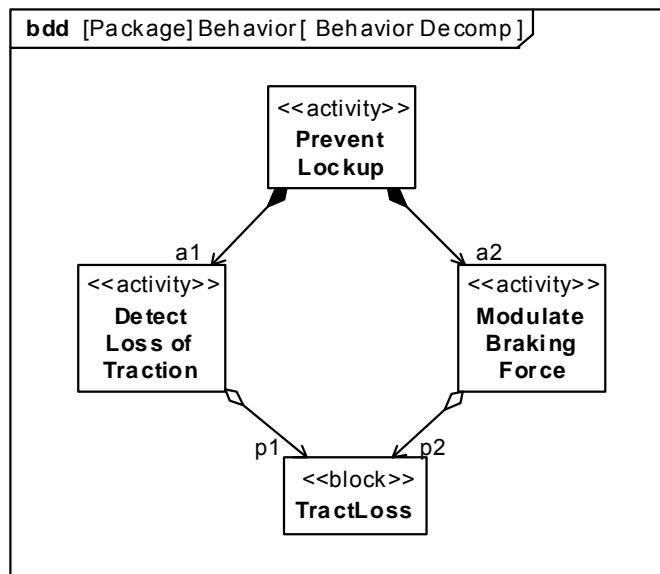 bdd [Package] Behavior [ Behavior Decomp ]
<<activity>>
Prevent
Lockup
a1
a2
<<activity>>
Detect
Loss of
Traction
<<activity>>
Modulate
Braking
Force
p1
p2
<<block>>
TractLoss